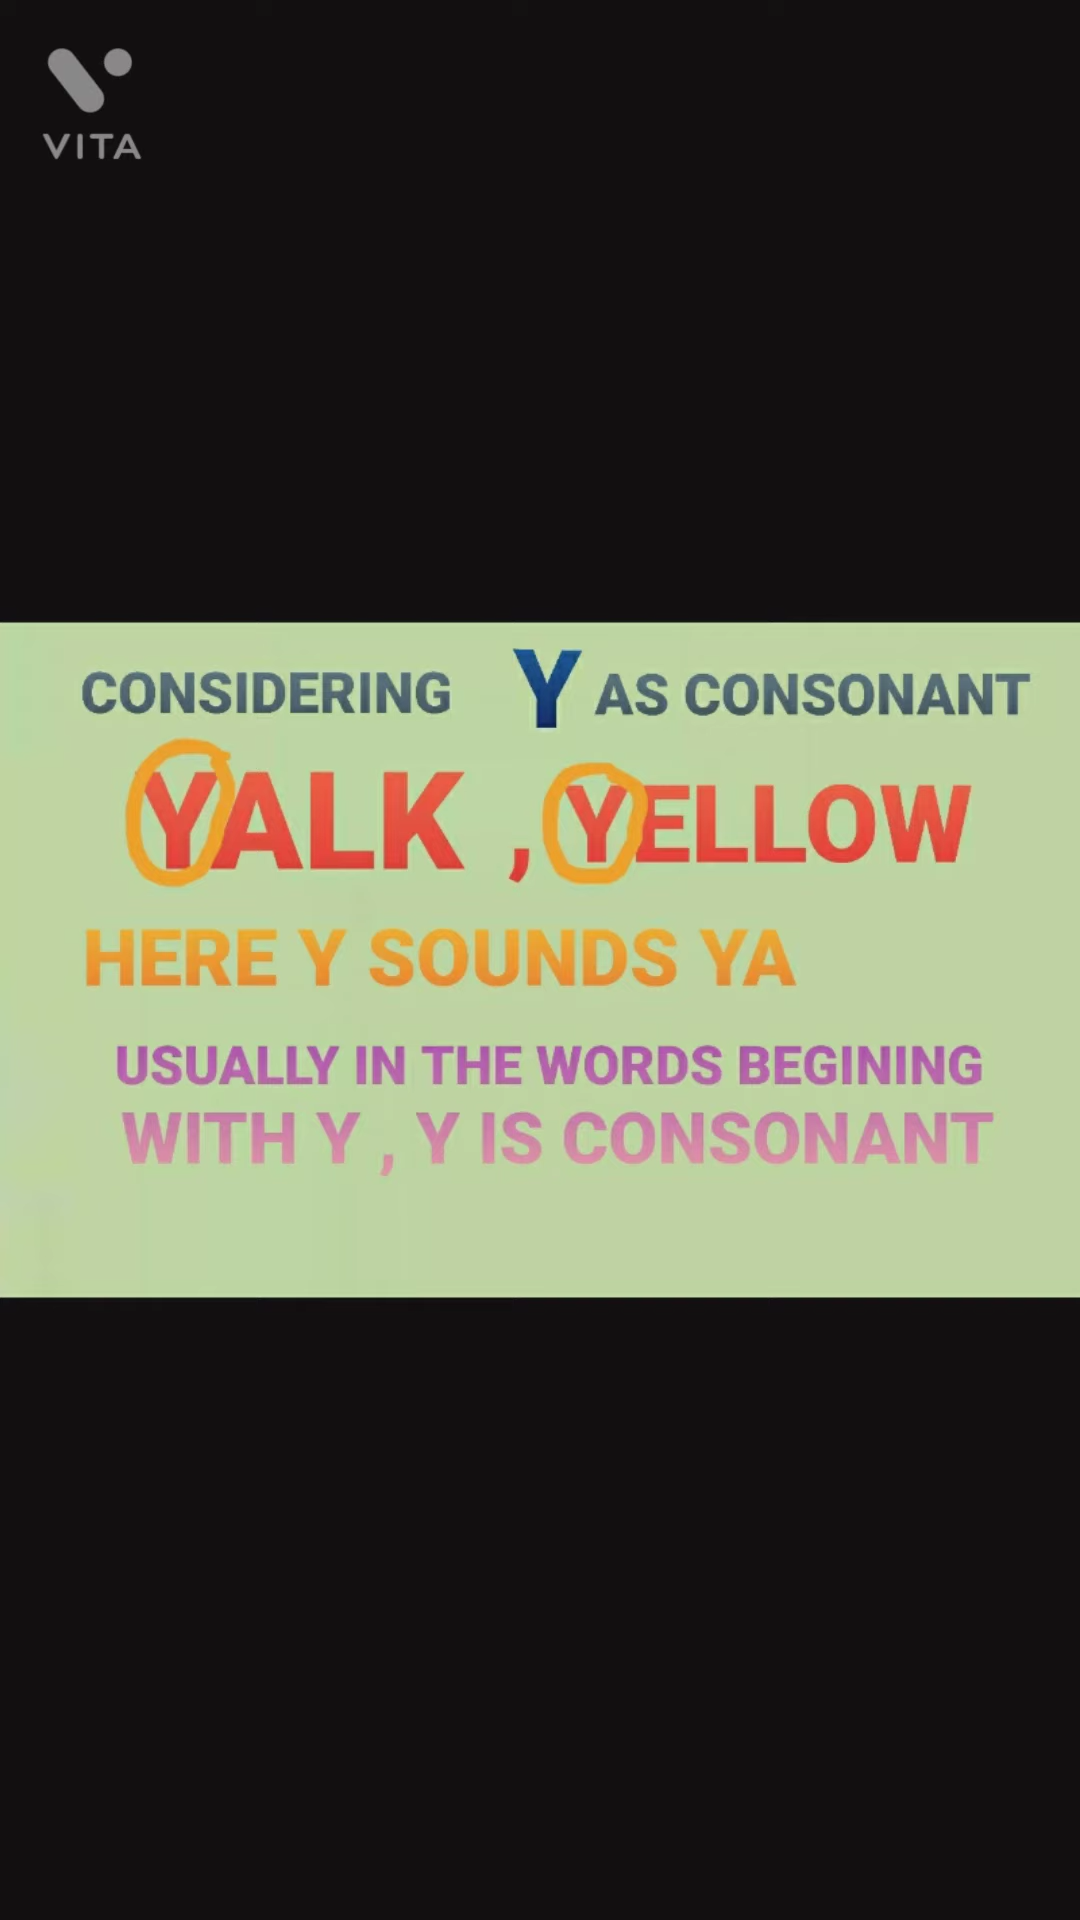 VITA
CONSIDERING Y AS CONSONANT
YALK , YELLOW
HERE Y SOUNDS YA
USUALLY IN THE WORDS BEGINING
WITH Y , Y IS CONSONANT